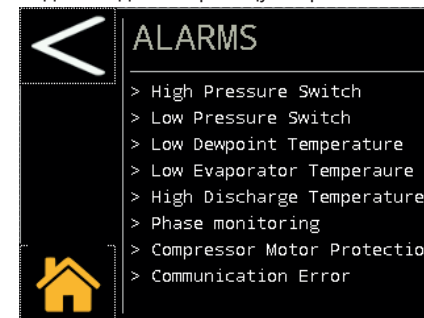 ALARMS
> High Pressure Switch
> Low Pressure Switch
> Low Dewpoint Temperature
> Low Evaporator Temperaure
> High Discharge Temperature
> Phase monitoring
> Compressor Motor Protectio
> Communication Error